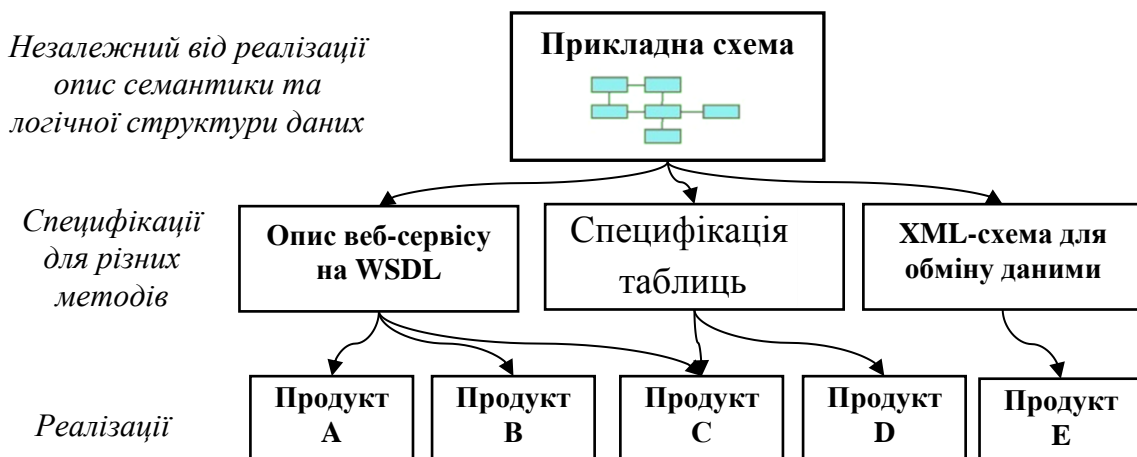 Незалежний від реалізації
опис семантики та
логічної структури даних
Прикладна схема
Специфікації
для різних
методів
Опис веб-сервісу
на WSDL
Специфікація
таблиць
XML-схема для
обміну даними
Реалізації
Продукт
A
Продукт
B
Продукт
C
Продукт
D
Продукт
E